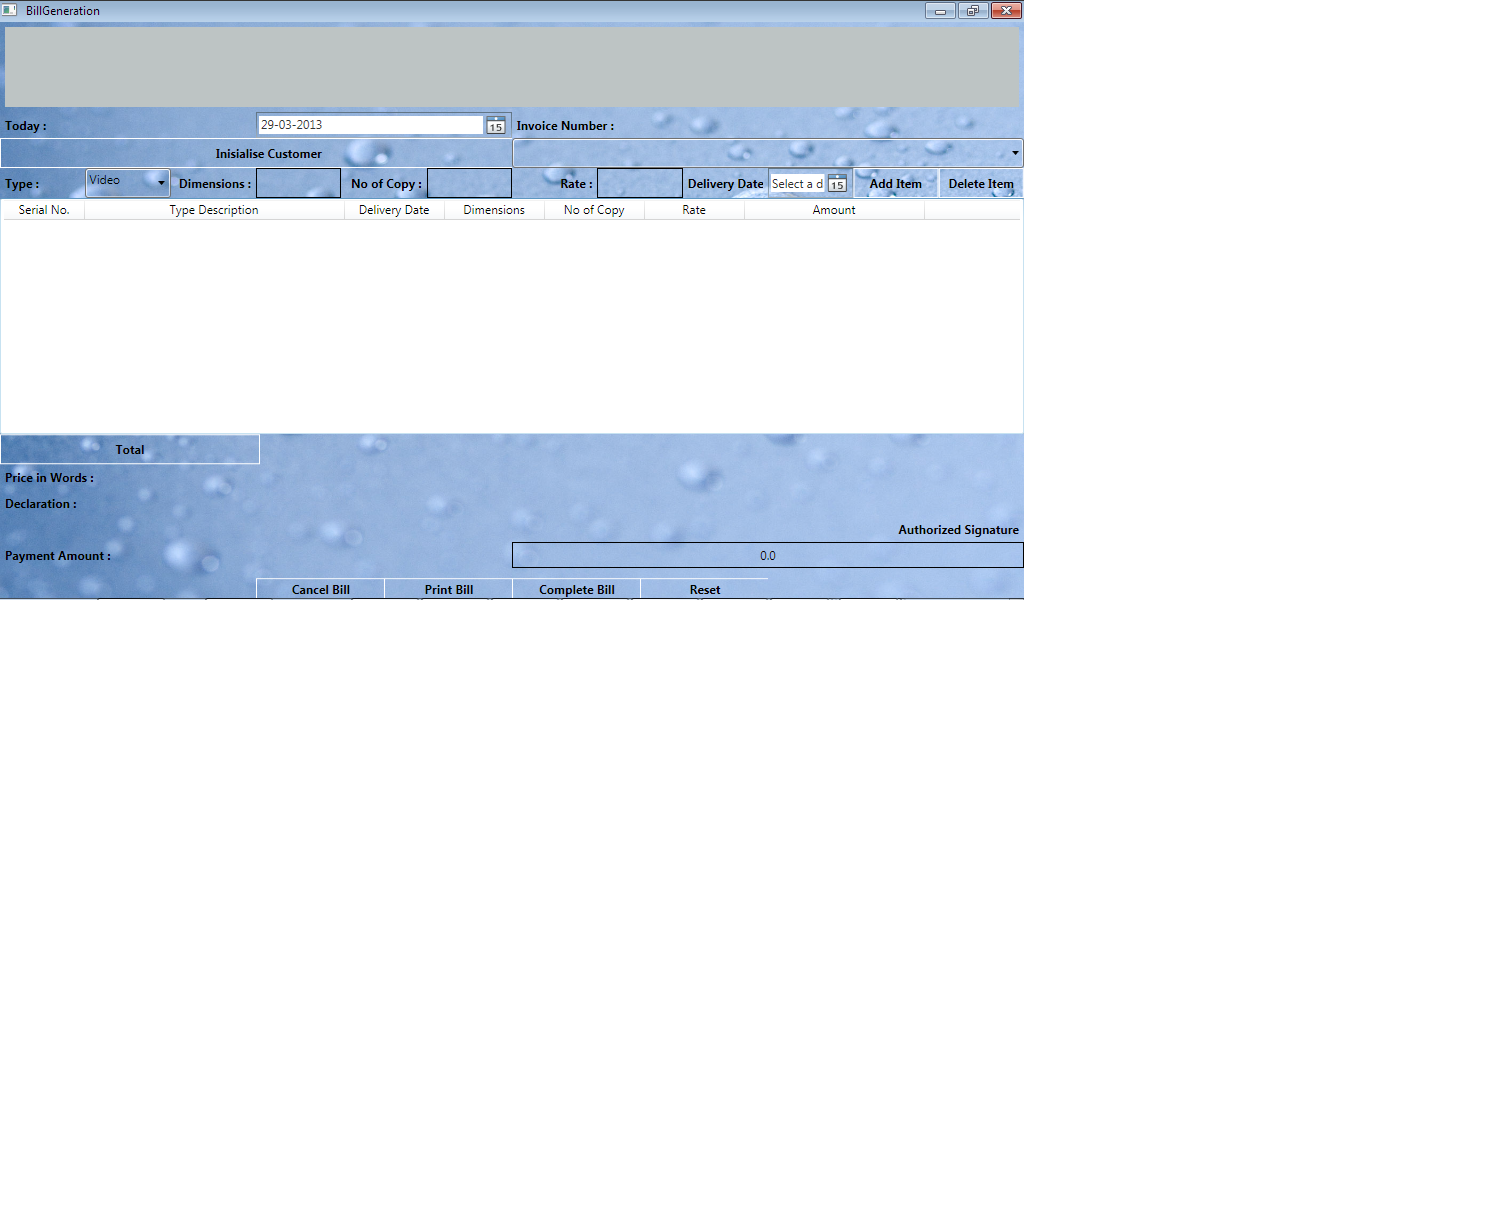 BillGeneration
Today : 29-03-2013 15 Invoice Number :
Inisialise Customer
Type : Video Dimensions : No of Copy : Rate : Delivery Date Select a d 15 Add Item Delete Item
Serial No. Type Description Delivery Date Dimensions No of Copy Rate Amount
Total
Price in Words :
Declaration :
Authorized Signature
Payment Amount : 0.0
Cancel Bill Print Bill Complete Bill Reset